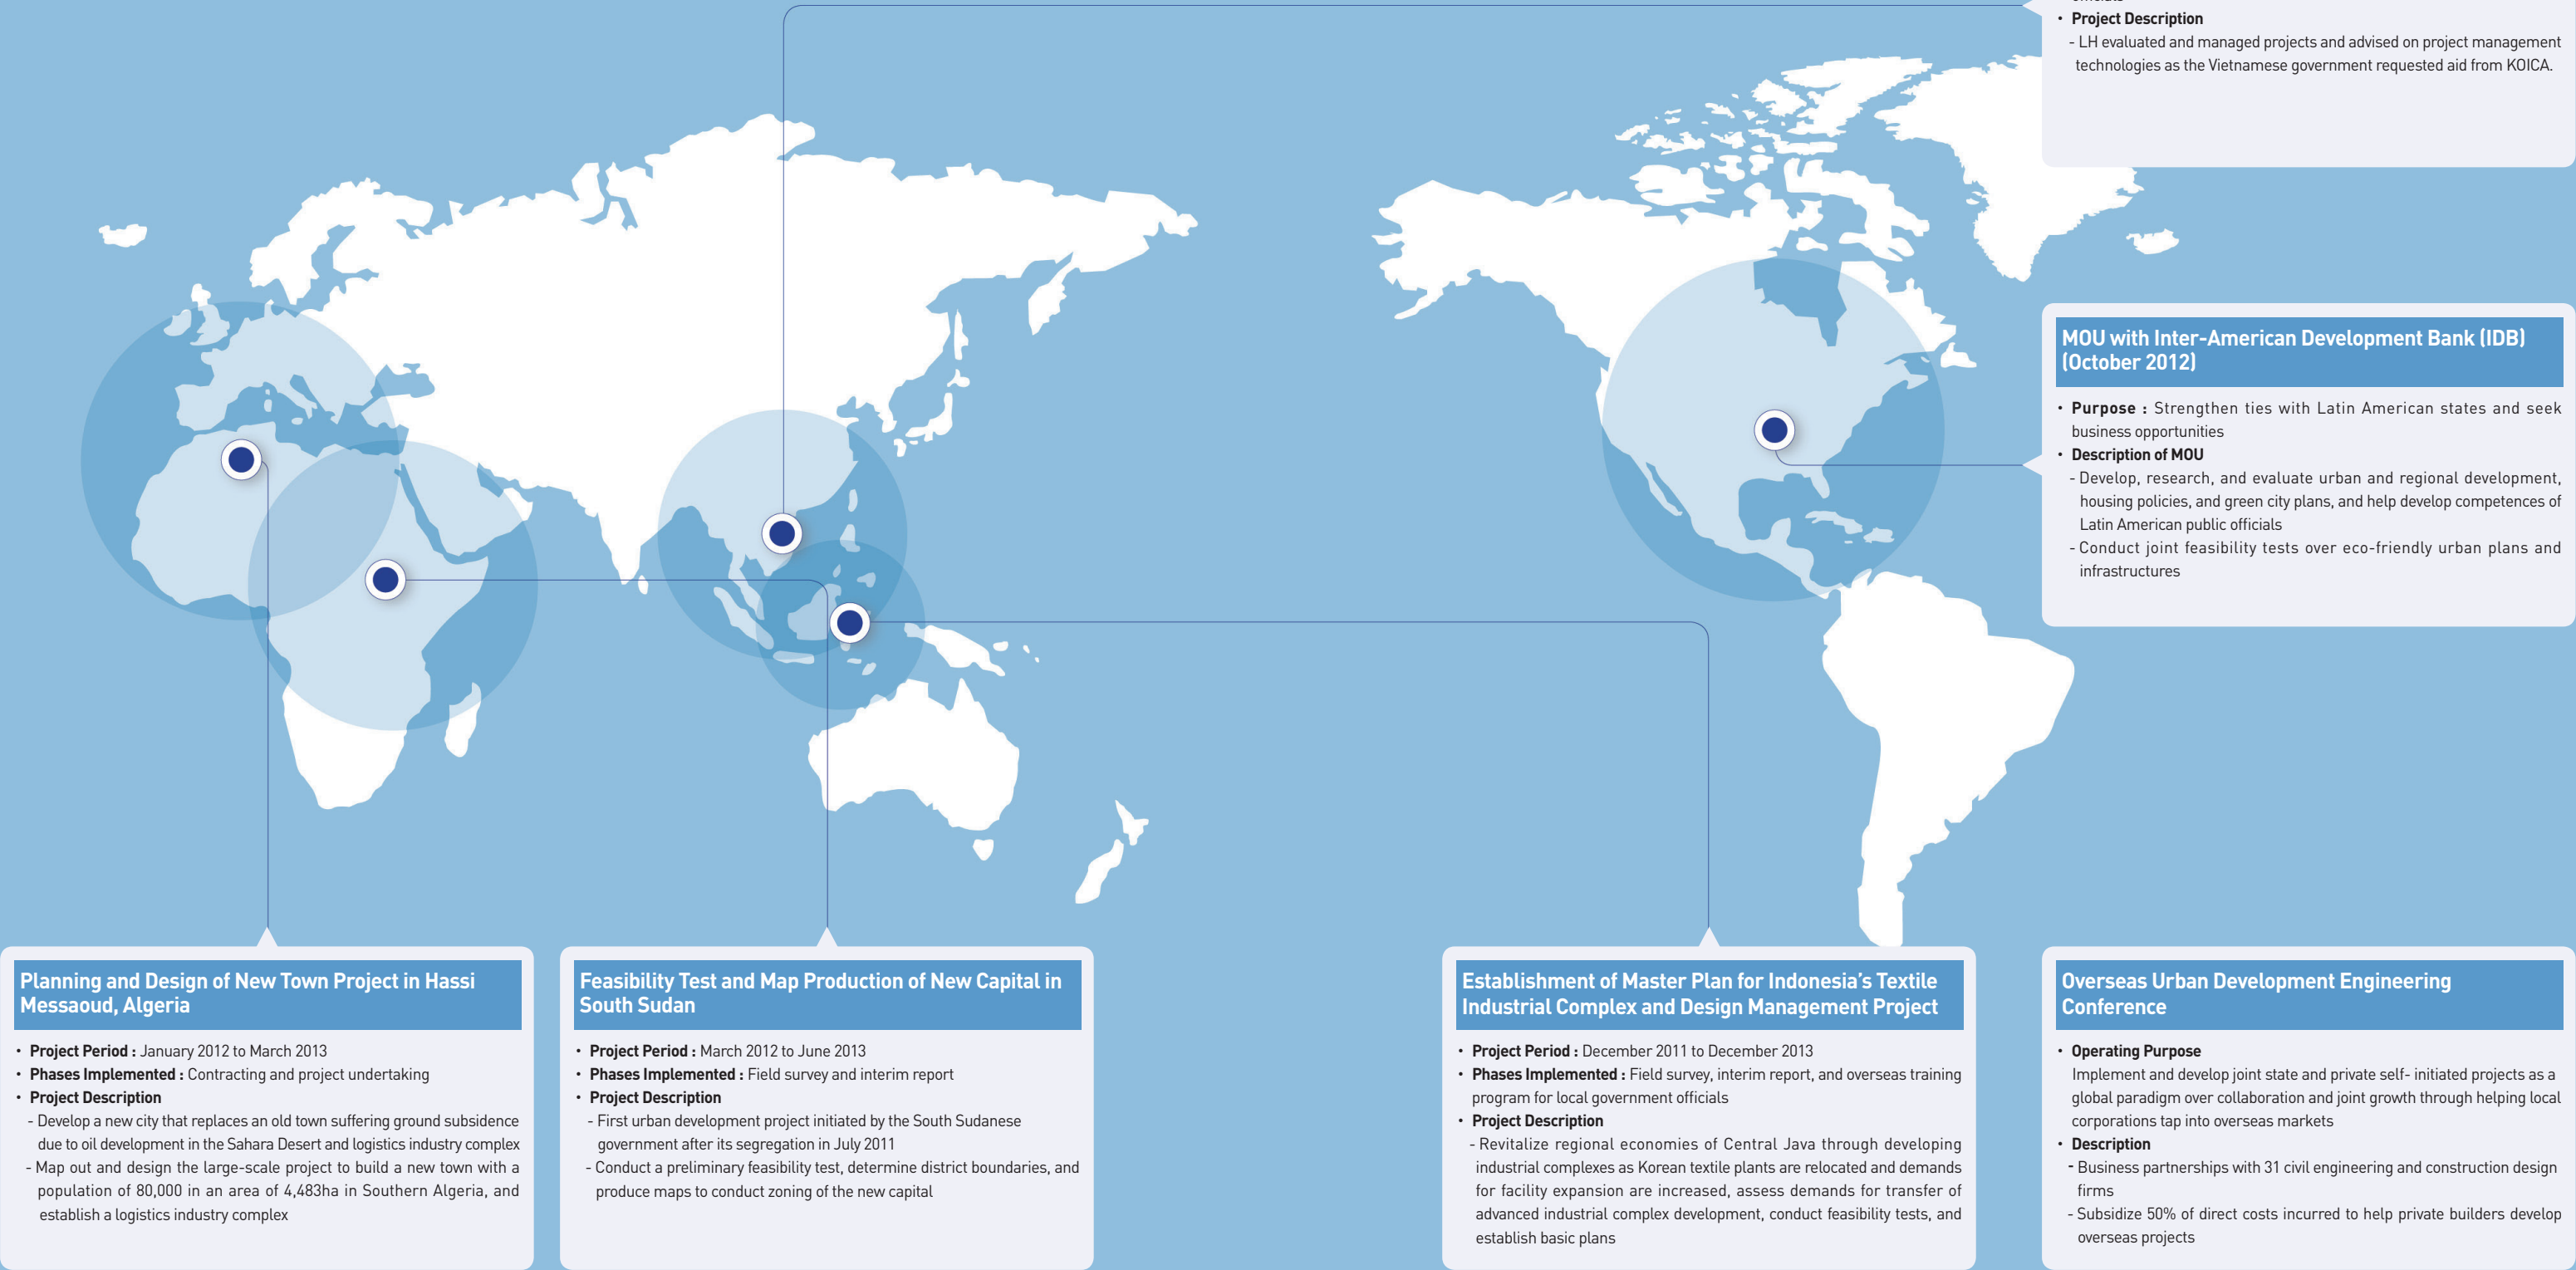 • Project Description
- LH evaluated and managed projects and advised on project management
technologies as the Vietnamese government requested aid from KOICA.
MOU with Inter-American Development Bank (IDB)
(October 2012)
• Purpose : Strengthen ties with Latin American states and seek
business opportunities
• Description of MOU
- Develop, research, and evaluate urban and regional development,
housing policies, and green city plans, and help develop competences of
Latin American public officials
- Conduct joint feasibility tests over eco-friendly urban plans and
infrastructures
Planning and Design of New Town Project in Hassi
Messaoud, Algeria
• Project Period : January 2012 to March 2013
• Phases Implemented : Contracting and project undertaking
• Project Description
- Develop a new city that replaces an old town suffering ground subsidence
due to oil development in the Sahara Desert and logistics industry complex
- Map out and design the large-scale project to build a new town with a
population of 80,000 in an area of 4,483ha in Southern Algeria, and
establish a logistics industry complex
Feasibility Test and Map Production of New Capital in
South Sudan
• Project Period : March 2012 to June 2013
• Phases Implemented : Field survey and interim report
• Project Description
- First urban development project initiated by the South Sudanese
government after its segregation in July 2011
- Conduct a preliminary feasibility test, determine district boundaries, and
produce maps to conduct zoning of the new capital
Establishment of Master Plan for Indonesia's Textile
Industrial Complex and Design Management Project
• Project Period : December 2011 to December 2013
• Phases Implemented : Field survey, interim report, and overseas training
program for local government officials
• Project Description
- Revitalize regional economies of Central Java through developing
industrial complexes as Korean textile plants are relocated and demands
for facility expansion are increased, assess demands for transfer of
advanced industrial complex development, conduct feasibility tests, and
establish basic plans
Overseas Urban Development Engineering
Conference
• Operating Purpose
Implement and develop joint state and private self- initiated projects as a
global paradigm over collaboration and joint growth through helping local
corporations tap into overseas markets
• Description
- Business partnerships with 31 civil engineering and construction design
firms
- Subsidize 50% of direct costs incurred to help private builders develop
overseas projects